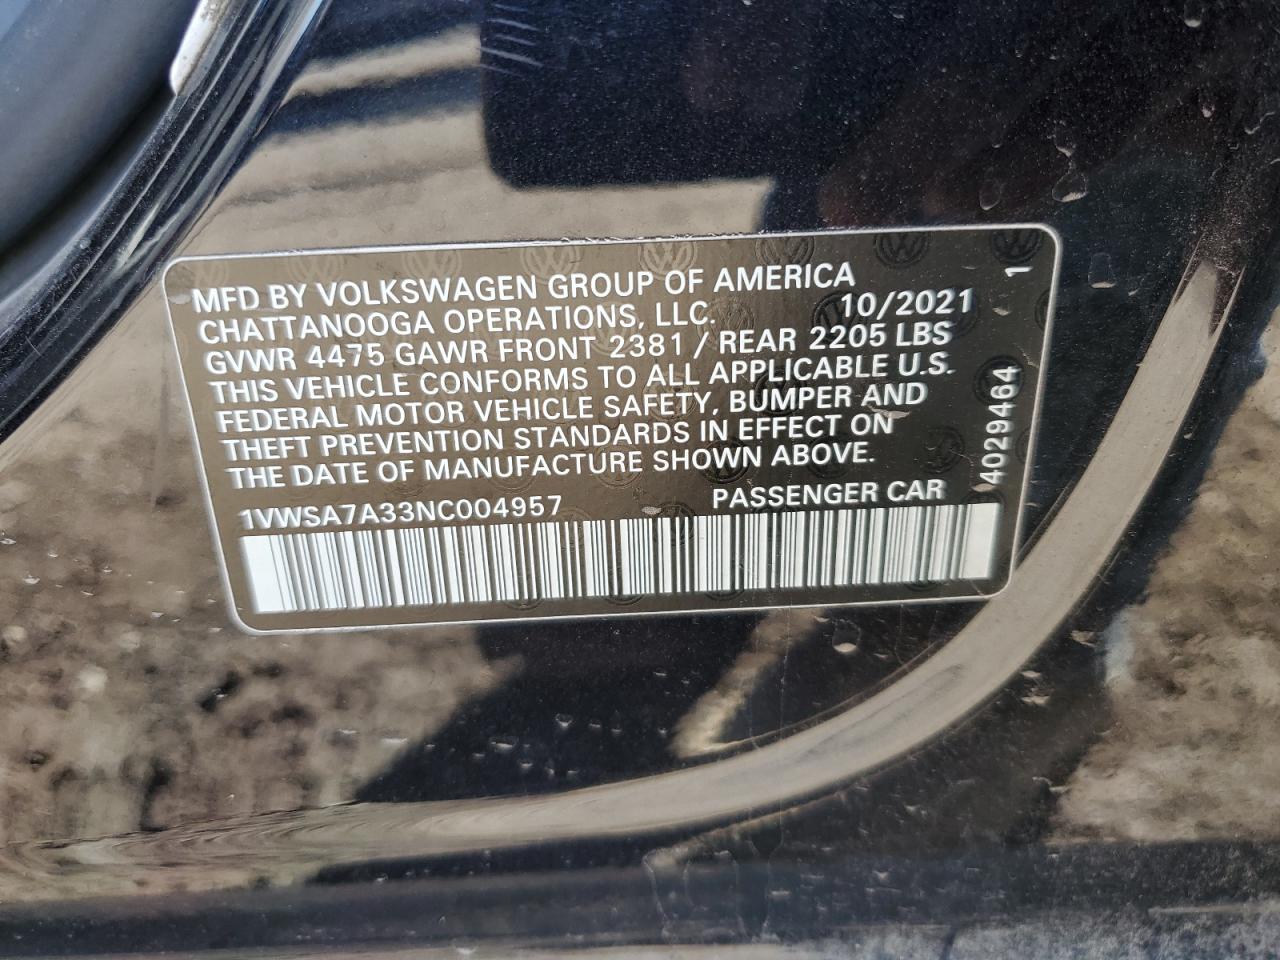 MFD BY VOLKSWAGEN GROUP OF AMERICA
CHATTANOOGA OPERATIONS, LLC. 10/2021
GVWR 4475 GAWR FRONT 2381 / REAR 2205 LBS
THIS VEHICLE CONFORMS TO ALL APPLICABLE U.S.
FEDERAL MOTOR VEHICLE SAFETY, BUMPER AND
THEFT PREVENTION STANDARDS IN EFFECT ON
THE DATE OF MANUFACTURE SHOWN ABOVE.
1VWSA7A33NC004957 PASSENGER CAR
4029464
1